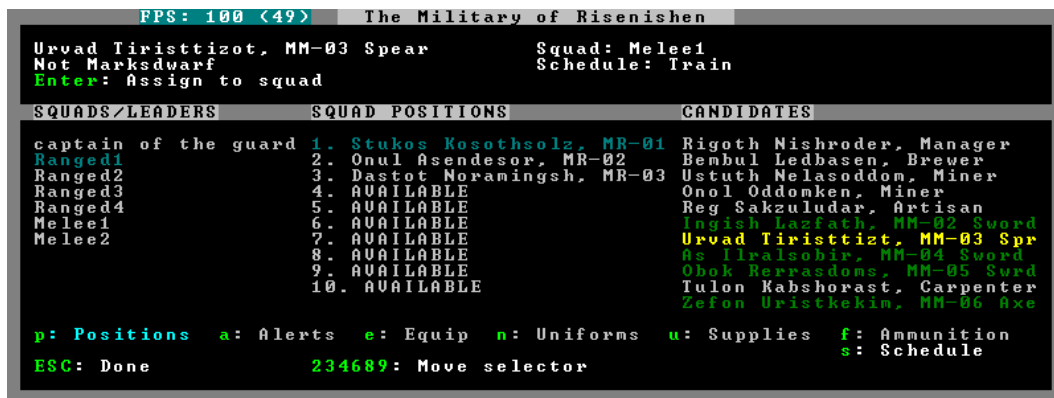 FPS: 100 (49) The Military of Risenishen
Urvad Tiristtizot, MM-03 Spear Squad: Melee1
Not Marksdwarf Schedule: Train
Enter: Assign to squad
SQUADS/LEADERS SQUAD POSITIONS CANDIDATES
captain of the guard 1. Stukos Kosothsolz, MR-01 Rigoth Nishroder, Manager
Ranged1 2. Onul Asendesor, MR-02 Bembul Ledbasen, Brewer
Ranged2 3. Dastot Noramingsh, MR-03 Ustuth Nelasoddom, Miner
Ranged3 4. AVAILABLE Onol Oddomken, Miner
Ranged4 5. AVAILABLE Reg Sakzuludar, Artisan
Melee1 6. AVAILABLE Ingish Lazfath, MM-02 Sword
Melee2 7. AVAILABLE Urvad Tiristtizt, MM-03 Spr
8. AVAILABLE As Ilralsobir, MM-04 Sword
9. AVAILABLE Obok Rerrasdoms, MM-05 Swrd
10. AVAILABLE Tulon Kabshorast, Carpenter
Zefon Uristkekim, MM-06 Axe
p: Positions a: Alerts e: Equip n: Uniforms u: Supplies f: Ammunition
s: Schedule
ESC: Done 234689: Move selector